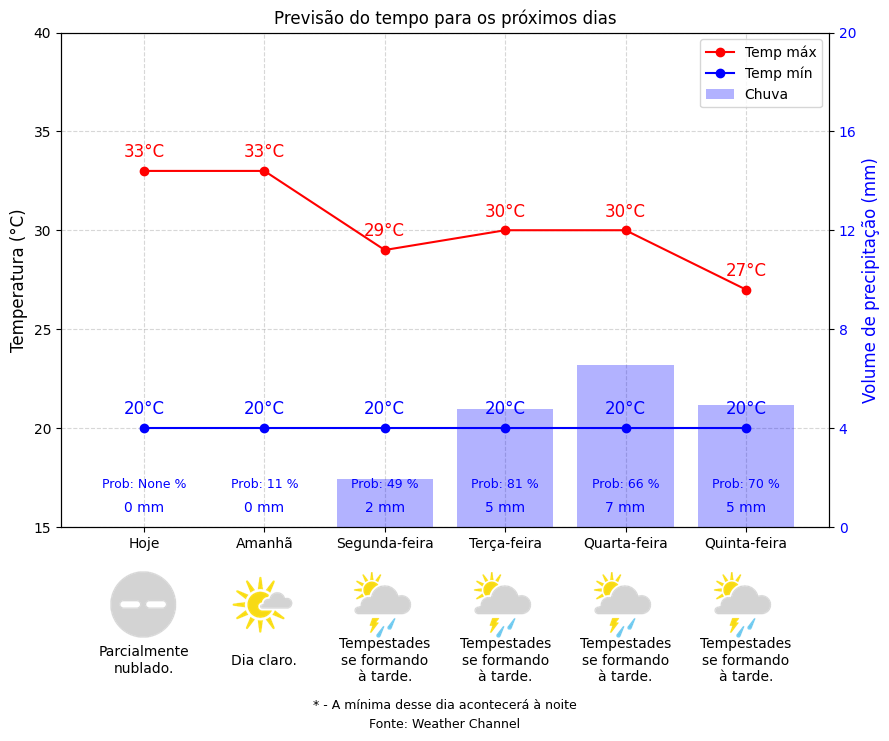 Previsão do tempo para os próximos dias
40
35
30
25
20
15
Temperatura (°C)
20
16
12
8
4
0
Volume de precipitação (mm)
Temp máx
Temp mín
Chuva
33°C
33°C
29°C
30°C
30°C
27°C
20°C
20°C
20°C
20°C
20°C
20°C
Prob: None %
Prob: 11 %
Prob: 49 %
Prob: 81 %
Prob: 66 %
Prob: 70 %
0 mm
0 mm
2 mm
5 mm
7 mm
5 mm
Hoje
Amanhã
Segunda-feira
Terça-feira
Quarta-feira
Quinta-feira
Parcialmente
nublado.
Dia claro.
Tempestades
se formando
à tarde.
Tempestades
se formando
à tarde.
Tempestades
se formando
à tarde.
Tempestades
se formando
à tarde.
* - A mínima desse dia acontecerá à noite
Fonte: Weather Channel